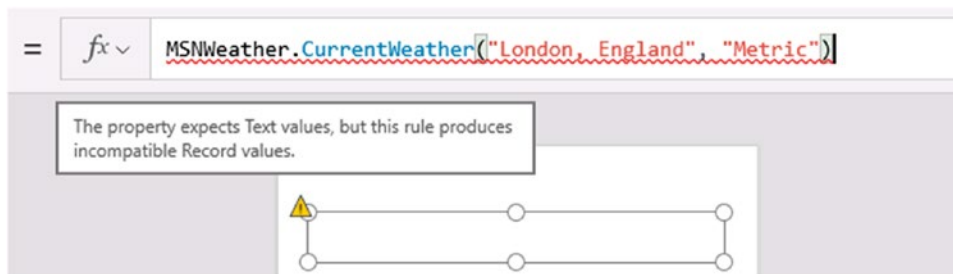 = fx MSNWeather.CurrentWeather("London, England", "Metric")
The property expects Text values, but this rule produces
incompatible Record values.